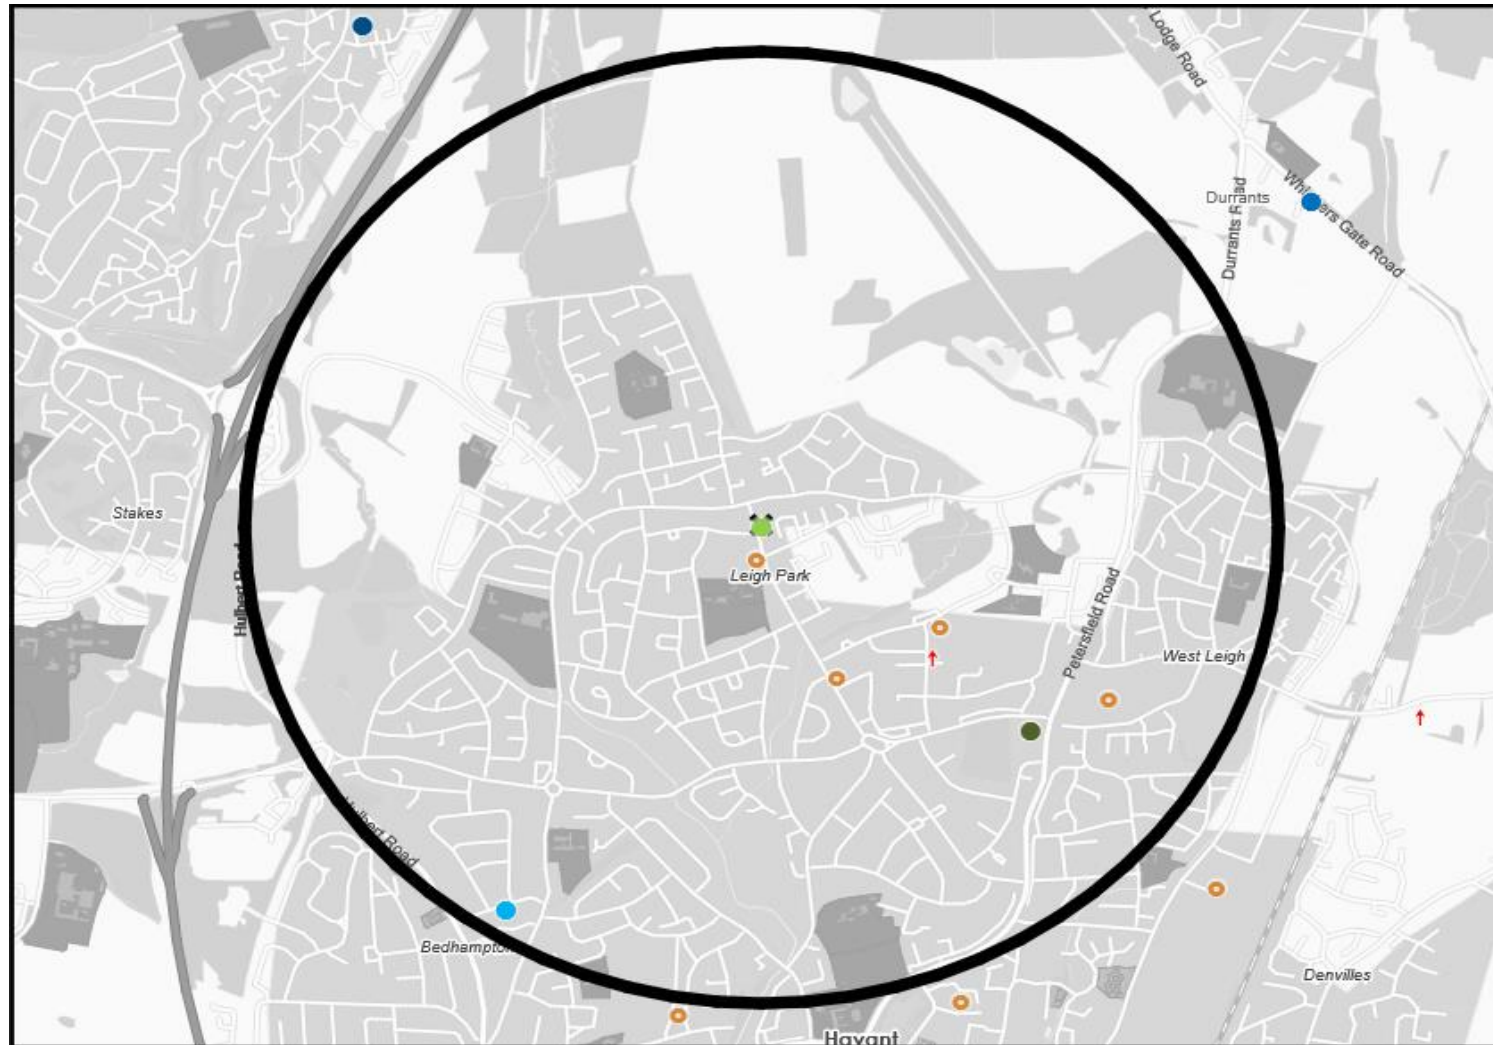 Lodge Road
Durrants
Durrants Road
Whichers Gate Road
Stakes
Hulbert Road
Leigh Park
Petersfield Road
West Leigh
Hulbert Road
Bedhampton
Denvilles
Havant